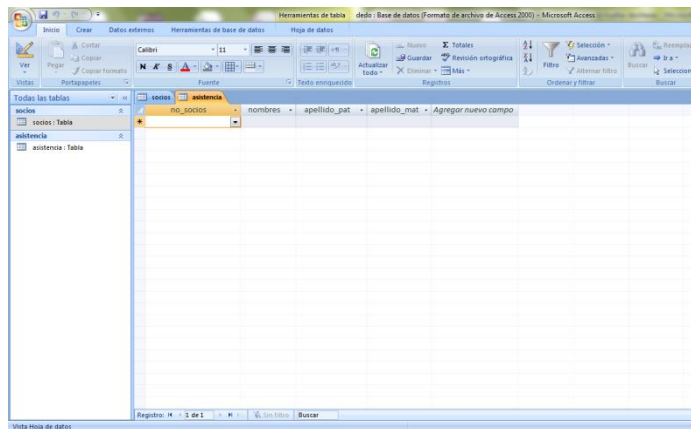 Herramientas de tabla dedo : Base de datos (Formato de archivo de Access 2000) - Microsoft Access
Inicio Crear Datos externos Herramientas de base de datos Hoja de datos
Ver
Pegar
Cortar
Copiar
Copiar formato
Vistas
Portapapeles
Calibri 11
N K S A
Fuente
Texto enriquecido
Actualizar todo
Nuevo
Guardar
Eliminar
Totales
Revisión ortográfica
Más
Registros
Filtro
Selección
Avanzadas
Alternar filtro
Ordenar y filtrar
Buscar
Ir a
Buscar
Todas las tablas
socios
socios : Tabla
asistencia
asistencia : Tabla
socios asistencia
no_socios nombres apellido_pat apellido_mat Agregar nuevo campo
Registro: 1 de 1 Sin filtro Buscar
Vista Hoja de datos